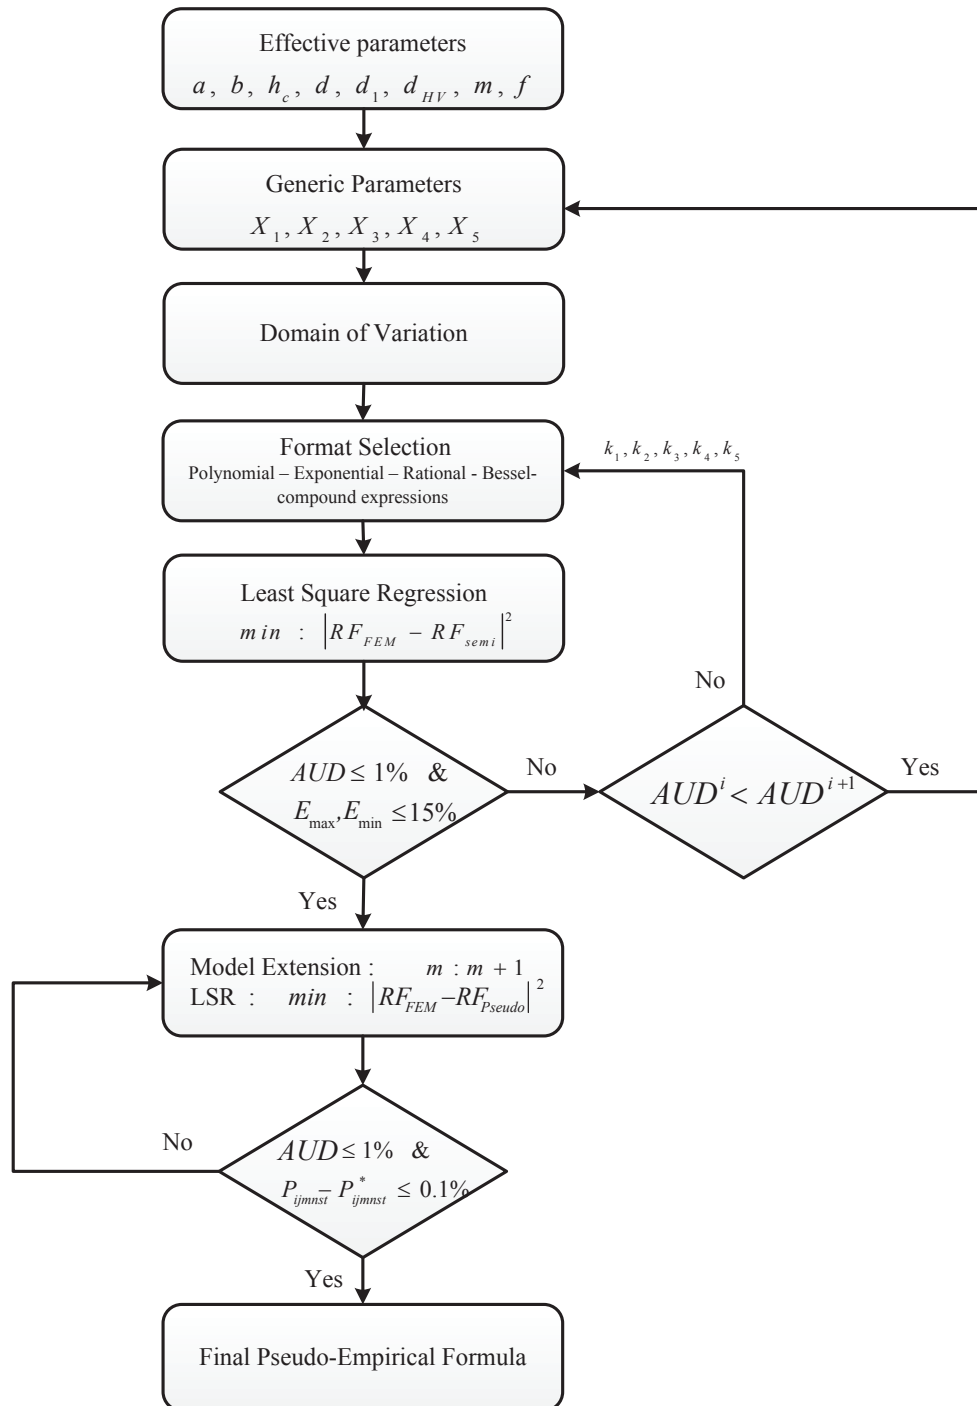 Effective parameters
a, b, h_c, d, d_1, d_HV, m, f
Generic Parameters
X_1, X_2, X_3, X_4, X_5
Domain of Variation
Format Selection
Polynomial – Exponential – Rational - Bessel-
compound expressions
k_1, k_2, k_3, k_4, k_5
Least Square Regression
min : |RF_FEM − RF_semi|^2
No
AUD ≤ 1% &
E_max, E_min ≤ 15%
No
AUD^i < AUD^{i+1}
Yes
Yes
Model Extension : m : m + 1
LSR : min : |RF_FEM − RF_Pseudo|^2
No
AUD ≤ 1% &
P_ijmnst − P^*_ijmnst ≤ 0.1%
Yes
Final Pseudo-Empirical Formula